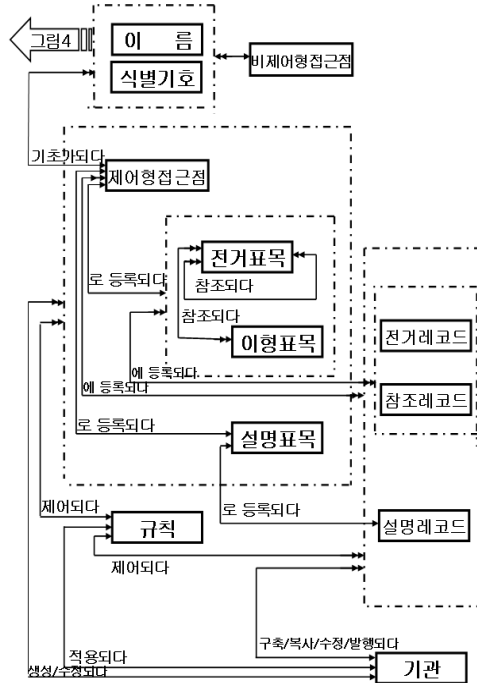 그림4
이 름
식별기호
비제어형접근점
기초가되다
제어형접근점
전거표목
로 등록되다
참조되다
참조되다
이형표목
전거레코드
에 등록되다
에 등록되다
참조레코드
로 등록되다
설명표목
제어되다
규칙
로 등록되다
설명레코드
제어되다
구축/복사/수정/발행되다
적용되다
생성/수정되다
기관